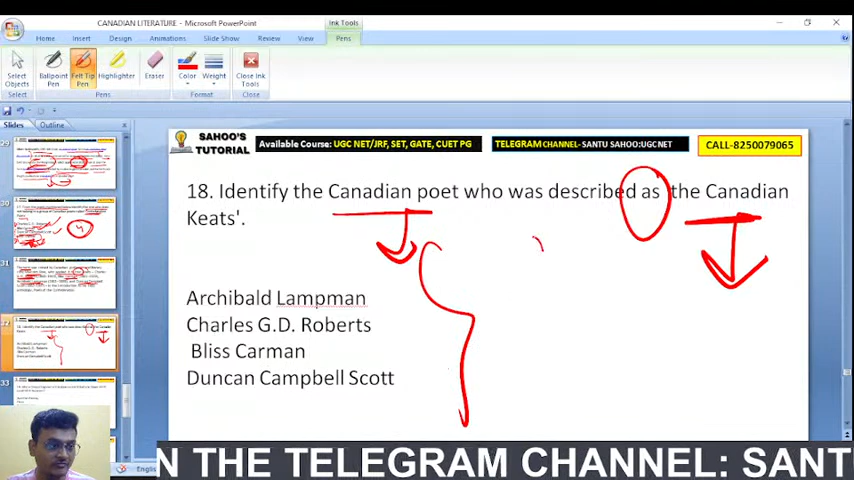 CANADIAN LITERATURE - Microsoft PowerPoint
Ink Tools
Home Insert Design Animations Slide Show Review View Pens
Select Objects
Ballpoint Pen
Felt Tip Pen
Highlighter
Eraser
Color
Weight
Close Ink Tools
Select Pens Format Close
Slides Outline
29
30
31
33
SAHOO'S TUTORIAL
Available Course: UGC NET/JRF, SET, GATE, CUET PG
TELEGRAM CHANNEL- SANTU SAHOO:UGC NET
CALL-8250079065
18. Identify the Canadian poet who was described as 'the Canadian
Keats'.
Archibald Lampman
Charles G.D. Roberts
Bliss Carman
Duncan Campbell Scott
N THE TELEGRAM CHANNEL: SANT